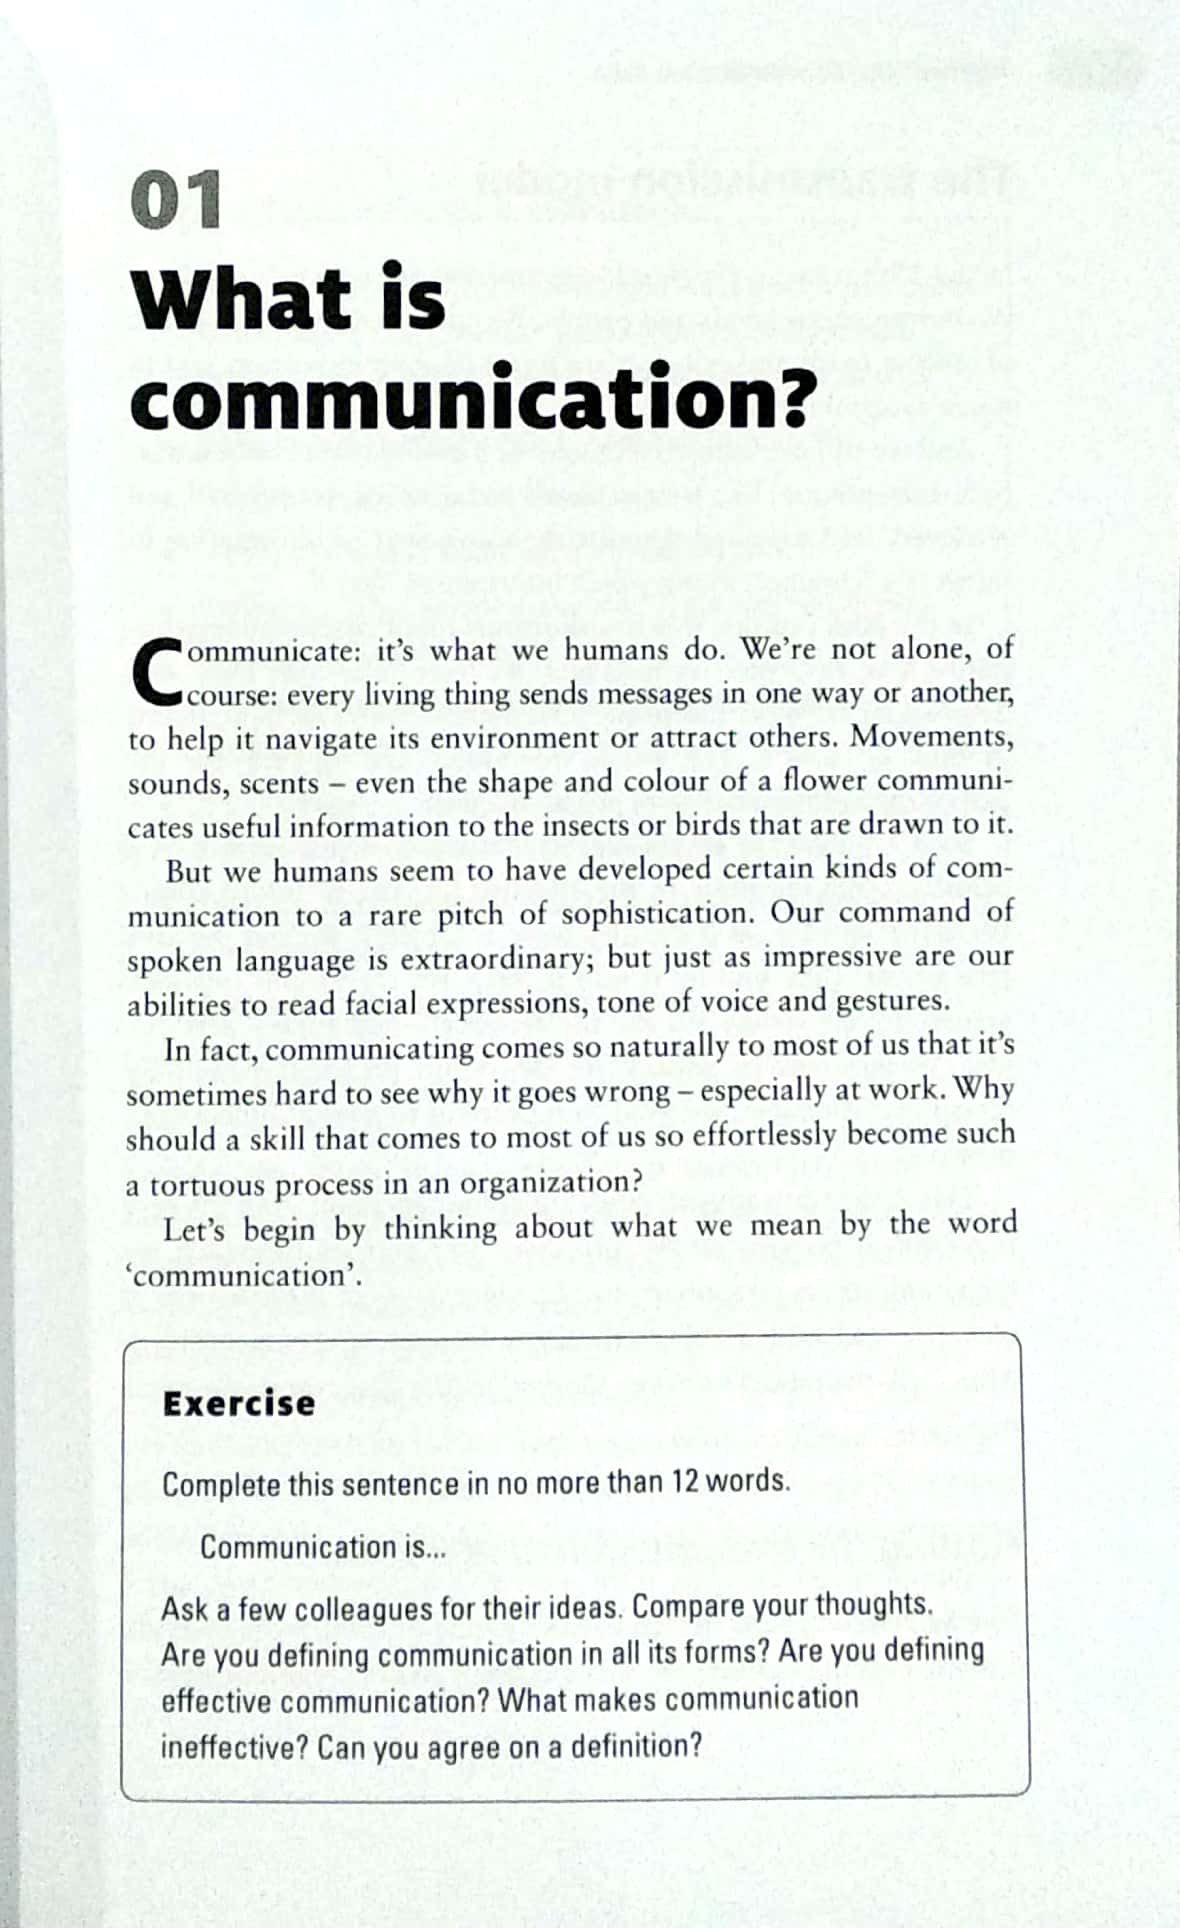 01
What is
communication?
Communicate: it's what we humans do. We're not alone, of
course: every living thing sends messages in one way or another,
to help it navigate its environment or attract others. Movements,
sounds, scents – even the shape and colour of a flower communi-
cates useful information to the insects or birds that are drawn to it.
But we humans seem to have developed certain kinds of com-
munication to a rare pitch of sophistication. Our command of
spoken language is extraordinary; but just as impressive are our
abilities to read facial expressions, tone of voice and gestures.
In fact, communicating comes so naturally to most of us that it's
sometimes hard to see why it goes wrong – especially at work. Why
should a skill that comes to most of us so effortlessly become such
a tortuous process in an organization?
Let's begin by thinking about what we mean by the word
'communication'.
Exercise
Complete this sentence in no more than 12 words.
Communication is...
Ask a few colleagues for their ideas. Compare your thoughts.
Are you defining communication in all its forms? Are you defining
effective communication? What makes communication
ineffective? Can you agree on a definition?